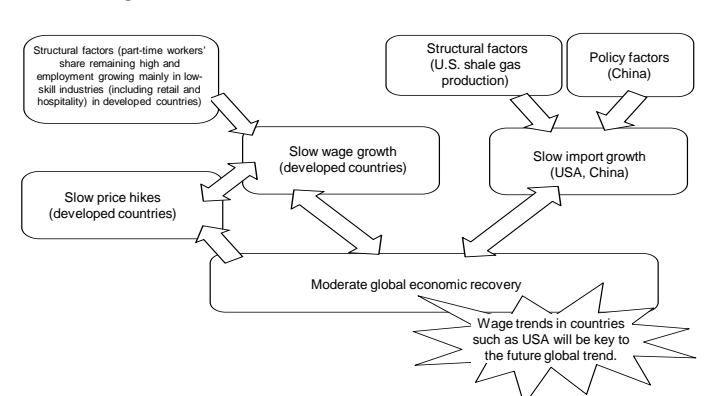 Structural factors (part-time workers'
share remaining high and
employment growing mainly in low-
skill industries (including retail and
hospitality) in developed countries)
Structural factors
(U.S. shale gas
production)
Policy factors
(China)
Slow wage growth
(developed countries)
Slow import growth
(USA, China)
Slow price hikes
(developed countries)
Moderate global economic recovery
Wage trends in countries
such as USA will be key to
the future global trend.